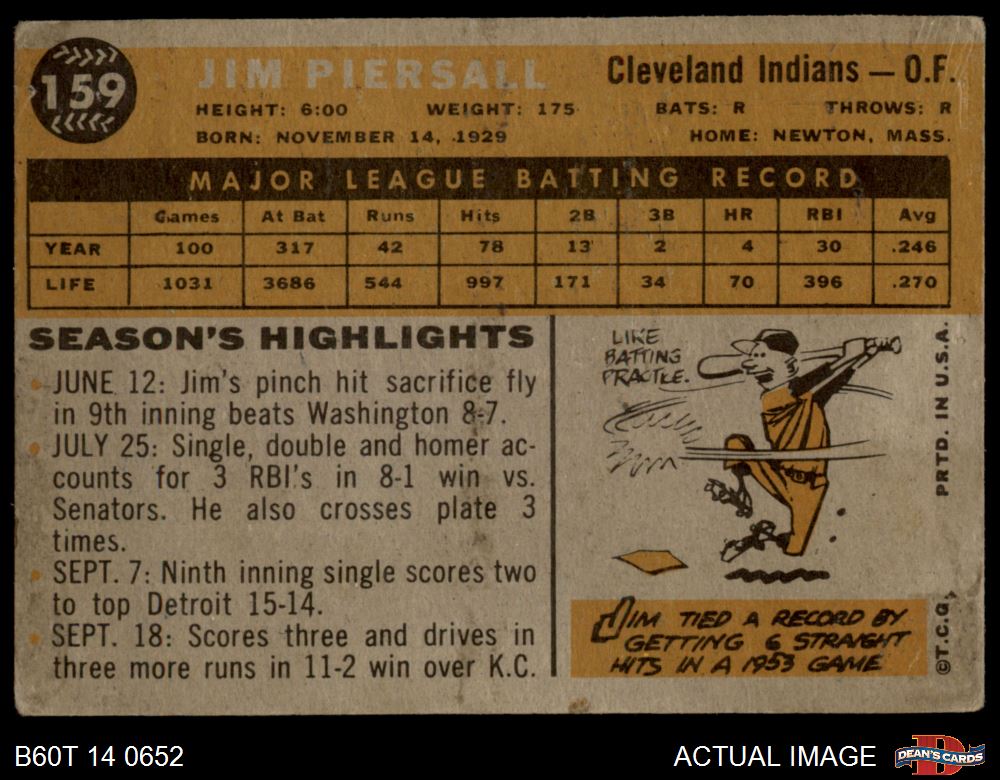 159
JIM PIERSALL
Cleveland Indians — O.F.
HEIGHT: 6:00 WEIGHT: 175 BATS: R THROWS: R
BORN: NOVEMBER 14, 1929 HOME: NEWTON, MASS.
MAJOR LEAGUE BATTING RECORD
Games At Bat Runs Hits 2B 3B HR RBI Avg
YEAR 100 317 42 78 13 2 4 30 .246
LIFE 1031 3686 544 997 171 34 70 396 .270
SEASON'S HIGHLIGHTS
• JUNE 12: Jim's pinch hit sacrifice fly
in 9th inning beats Washington 8-7.
• JULY 25: Single, double and homer ac-
counts for 3 RBI's in 8-1 win vs.
Senators. He also crosses plate 3
times.
• SEPT. 7: Ninth inning single scores two
to top Detroit 15-14.
• SEPT. 18: Scores three and drives in
three more runs in 11-2 win over K.C.
LIKE
BATTING
PRACTICE.
JIM TIED A RECORD BY
GETTING 6 STRAIGHT
HITS IN A 1953 GAME
©T.C.G. PRTD. IN U.S.A.
B60T 14 0652
ACTUAL IMAGE
D
DEAN'S CARDS